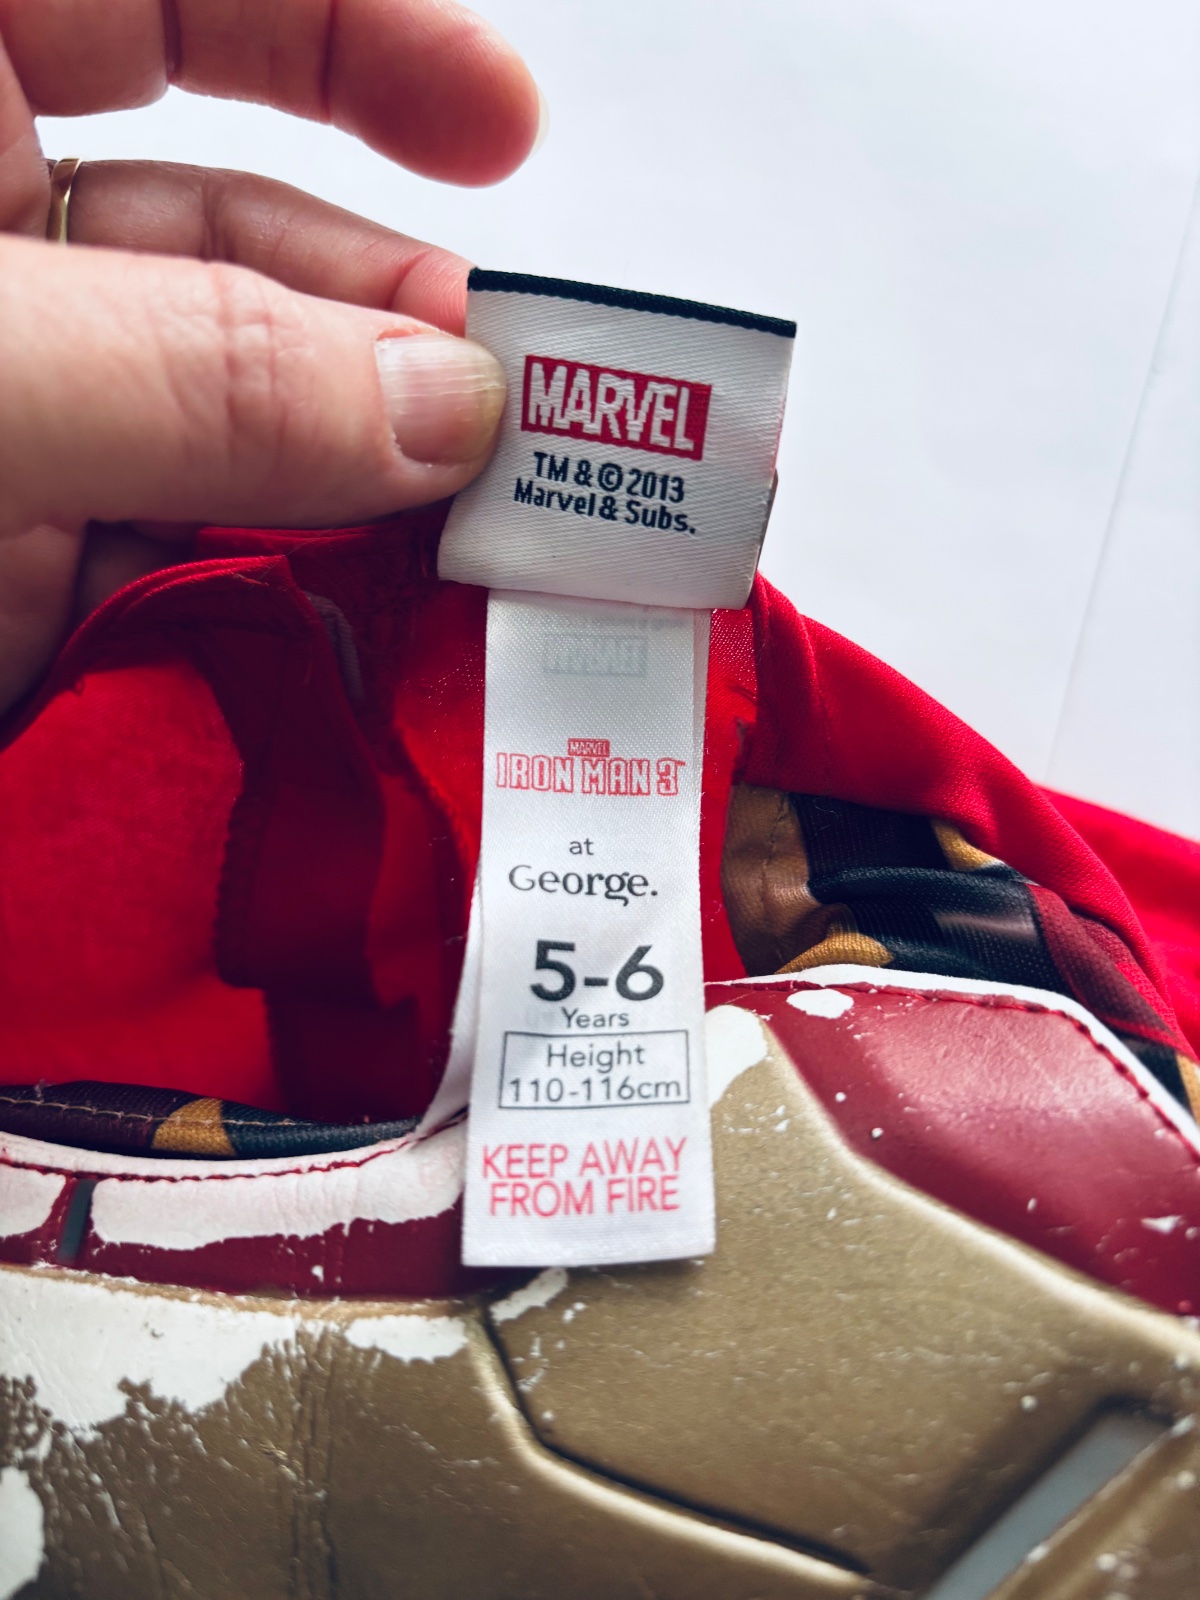 MARVEL
TM & © 2013
Marvel & Subs.
MARVEL
IRON MAN 3
at
George.
5-6
Years
Height
110-116cm
KEEP AWAY
FROM FIRE